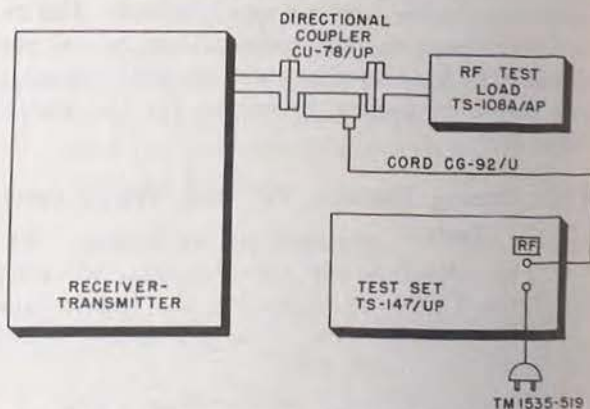 DIRECTIONAL
COUPLER
CU-78/UP
RF TEST
LOAD
TS-108A/AP
CORD CG-92/U
RF
RECEIVER-
TRANSMITTER
TEST SET
TS-147/UP
TM 1535-519